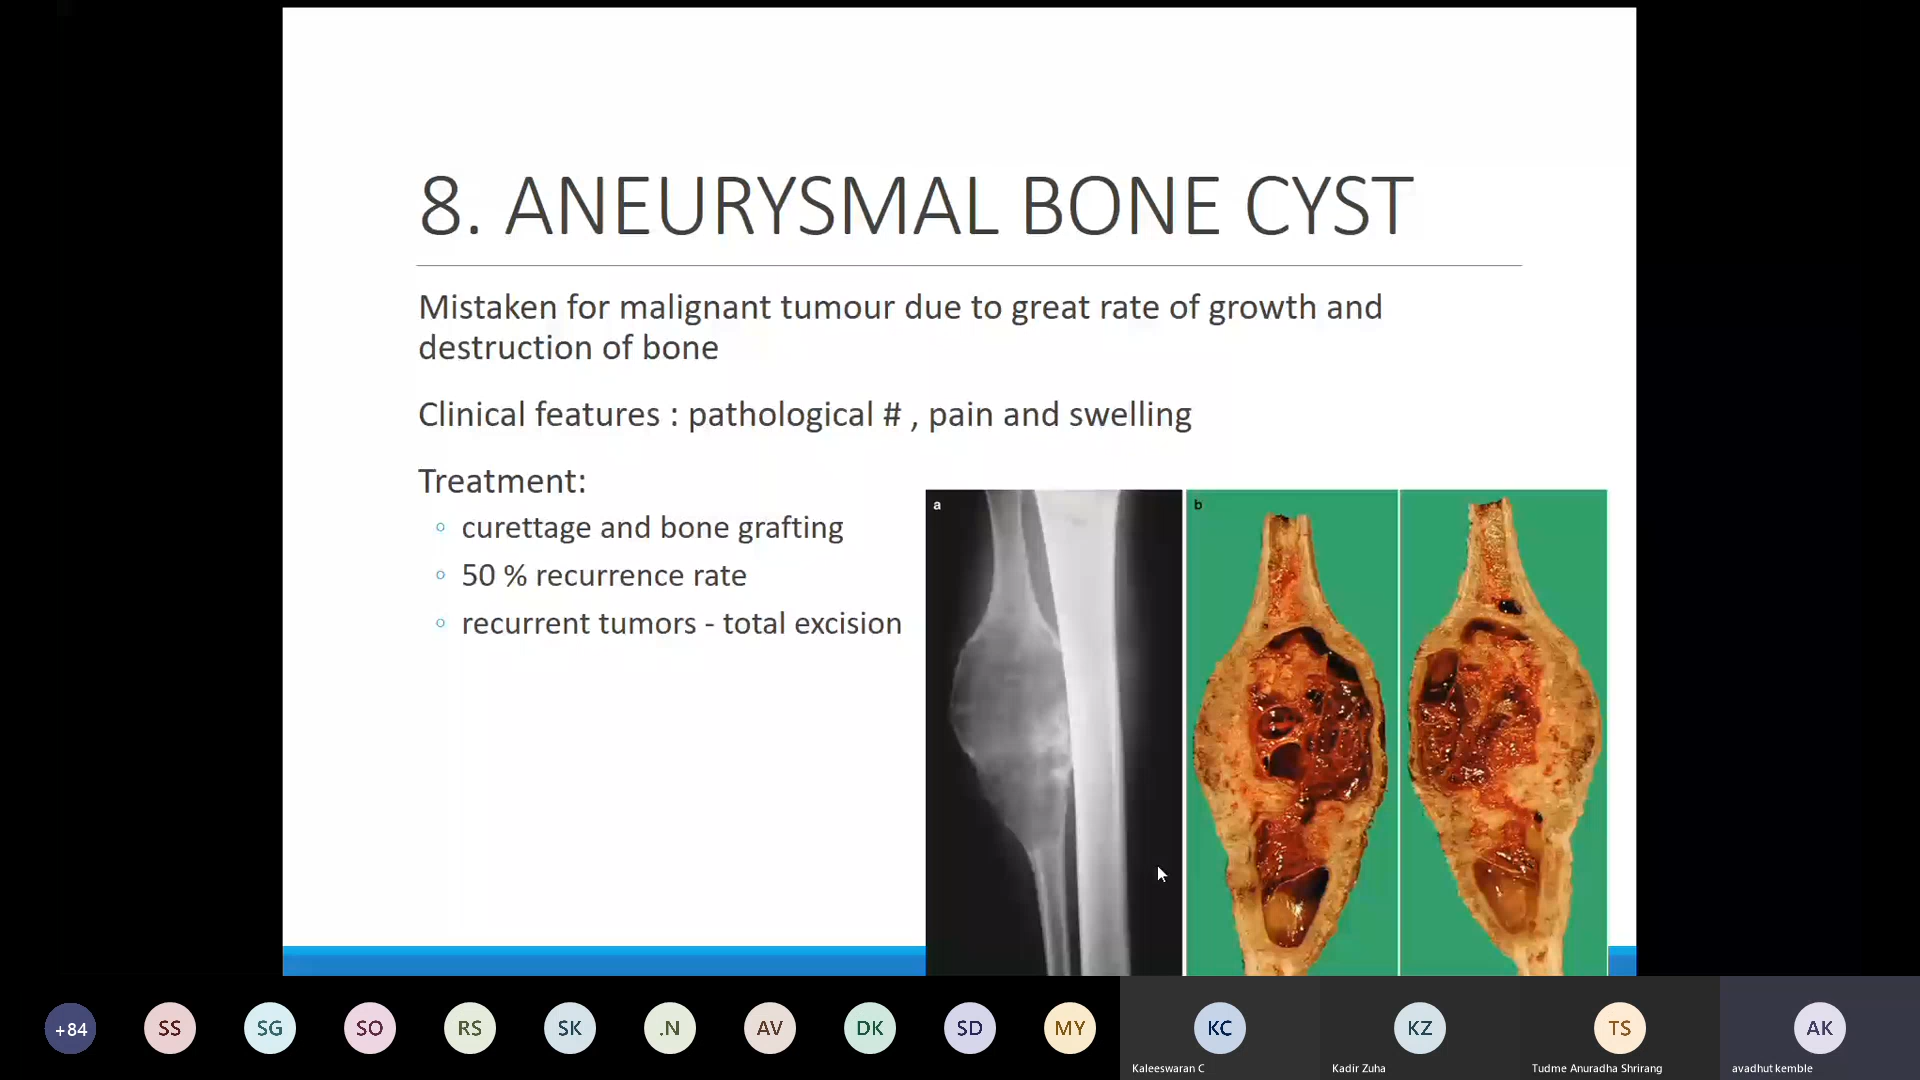 8. ANEURYSMAL BONE CYST
Mistaken for malignant tumour due to great rate of growth and
destruction of bone
Clinical features : pathological # , pain and swelling
Treatment:
curettage and bone grafting
50 % recurrence rate
recurrent tumors - total excision
a
b
+84
SS
SG
SO
RS
SK
.N
AV
DK
SD
MY
KC
KZ
TS
AK
Kaleeswaran C
Kadir Zuha
Tudme Anuradha Shrirang
avadhut kemble